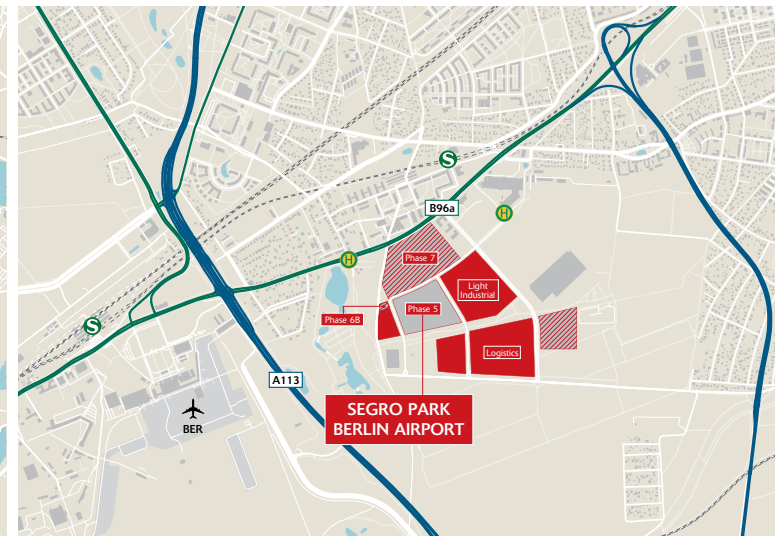 S
B96a
H
H
Phase 7
Light
Industrial
Phase 5
Phase 6B
S
Logistics
A113
SEGRO PARK
BERLIN AIRPORT
BER